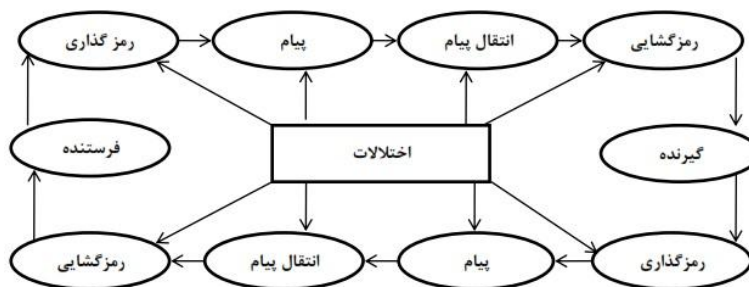 رمزگشایی
انتقال پیام
پیام
رمز گذاری
گیرنده
اختلالات
فرستنده
رمزگذاری
پیام
انتقال پیام
رمزگشایی